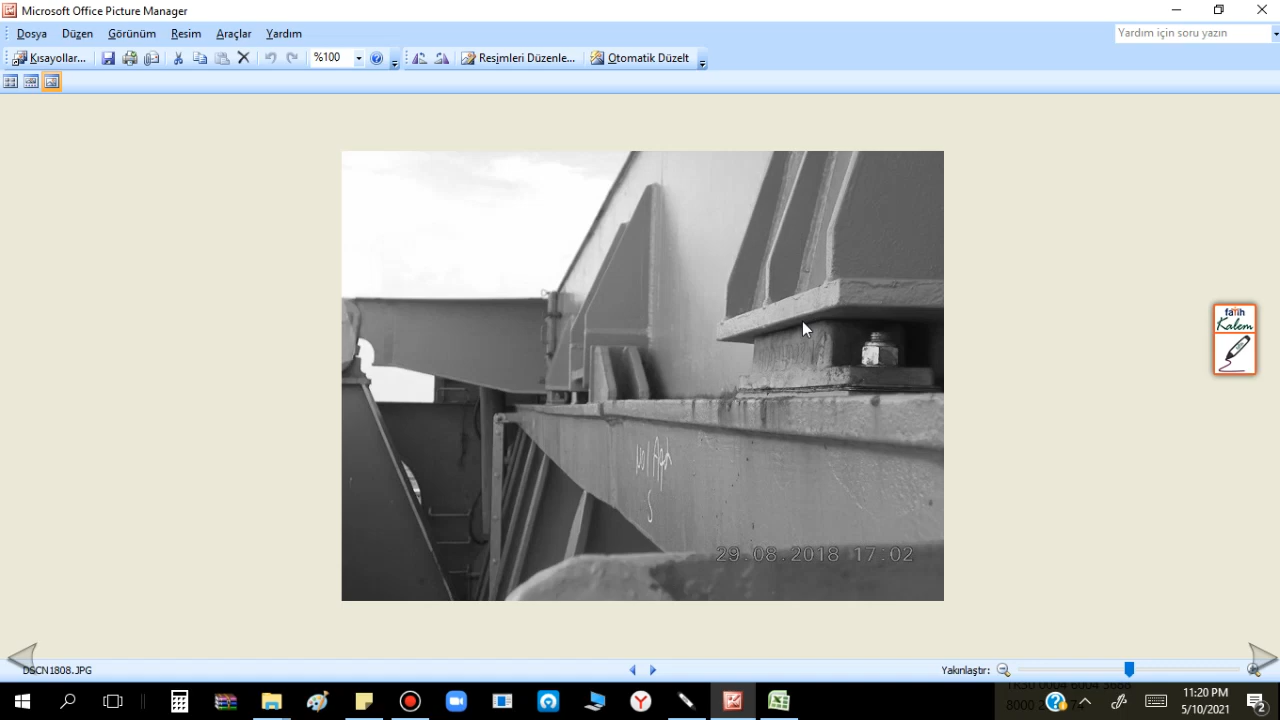 Microsoft Office Picture Manager
Dosya Düzen Görünüm Resim Araçlar Yardım
Yardım için soru yazın
Kısayollar... %100 Resimleri Düzenle... Otomatik Düzelt
fatih
Kalem
S
29.08.2018 17:02
DSCN1808.JPG
Yakınlaştır:
11:20 PM
5/10/2021
2